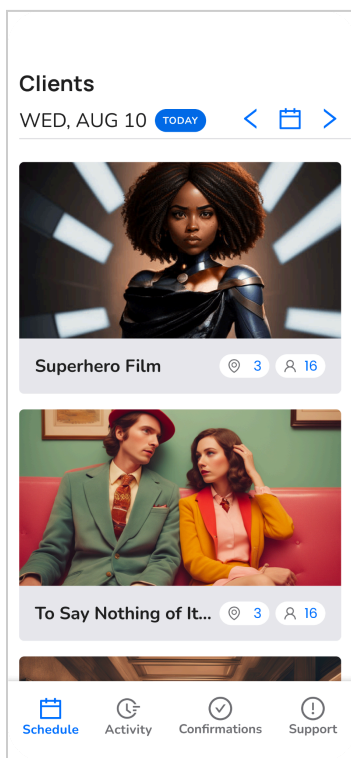 Clients
WED, AUG 10 TODAY
Superhero Film 3 16
To Say Nothing of It... 3 16
Schedule Activity Confirmations Support